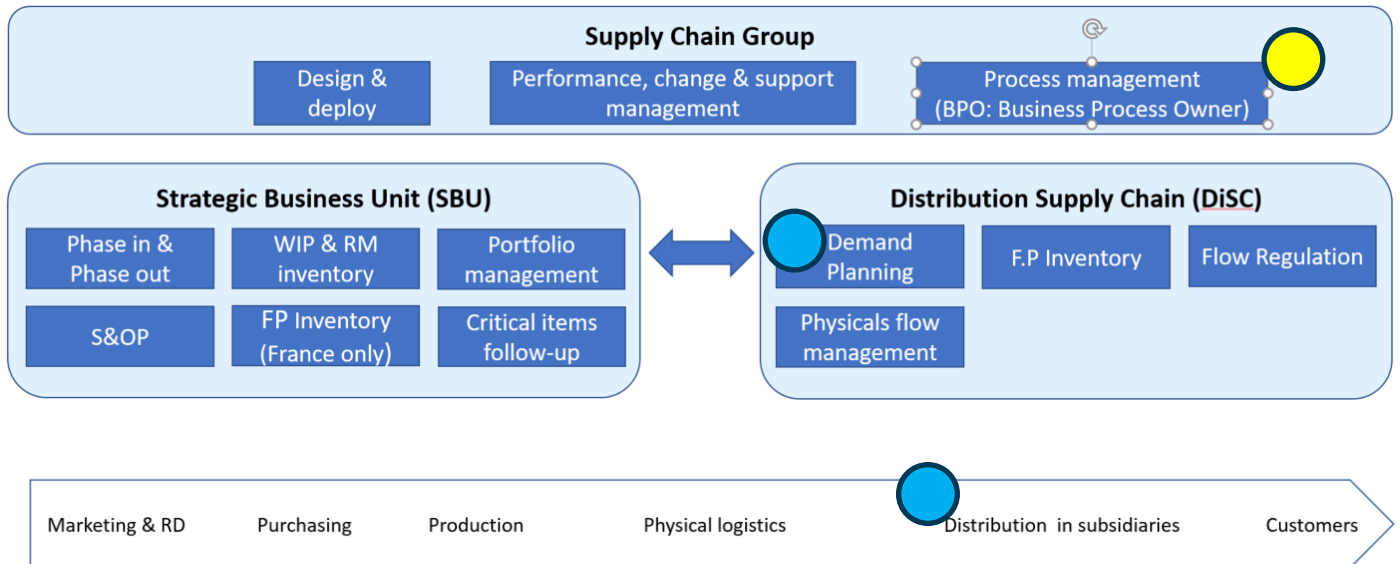 Supply Chain Group
Design &
deploy
Performance, change & support
management
Process management
(BPO: Business Process Owner)
Strategic Business Unit (SBU)
Phase in &
Phase out
WIP & RM
inventory
Portfolio
management
S&OP
FP Inventory
(France only)
Critical items
follow-up
Distribution Supply Chain (DiSC)
Demand
Planning
F.P Inventory
Flow Regulation
Physicals flow
management
Marketing & RD
Purchasing
Production
Physical logistics
Distribution in subsidiaries
Customers